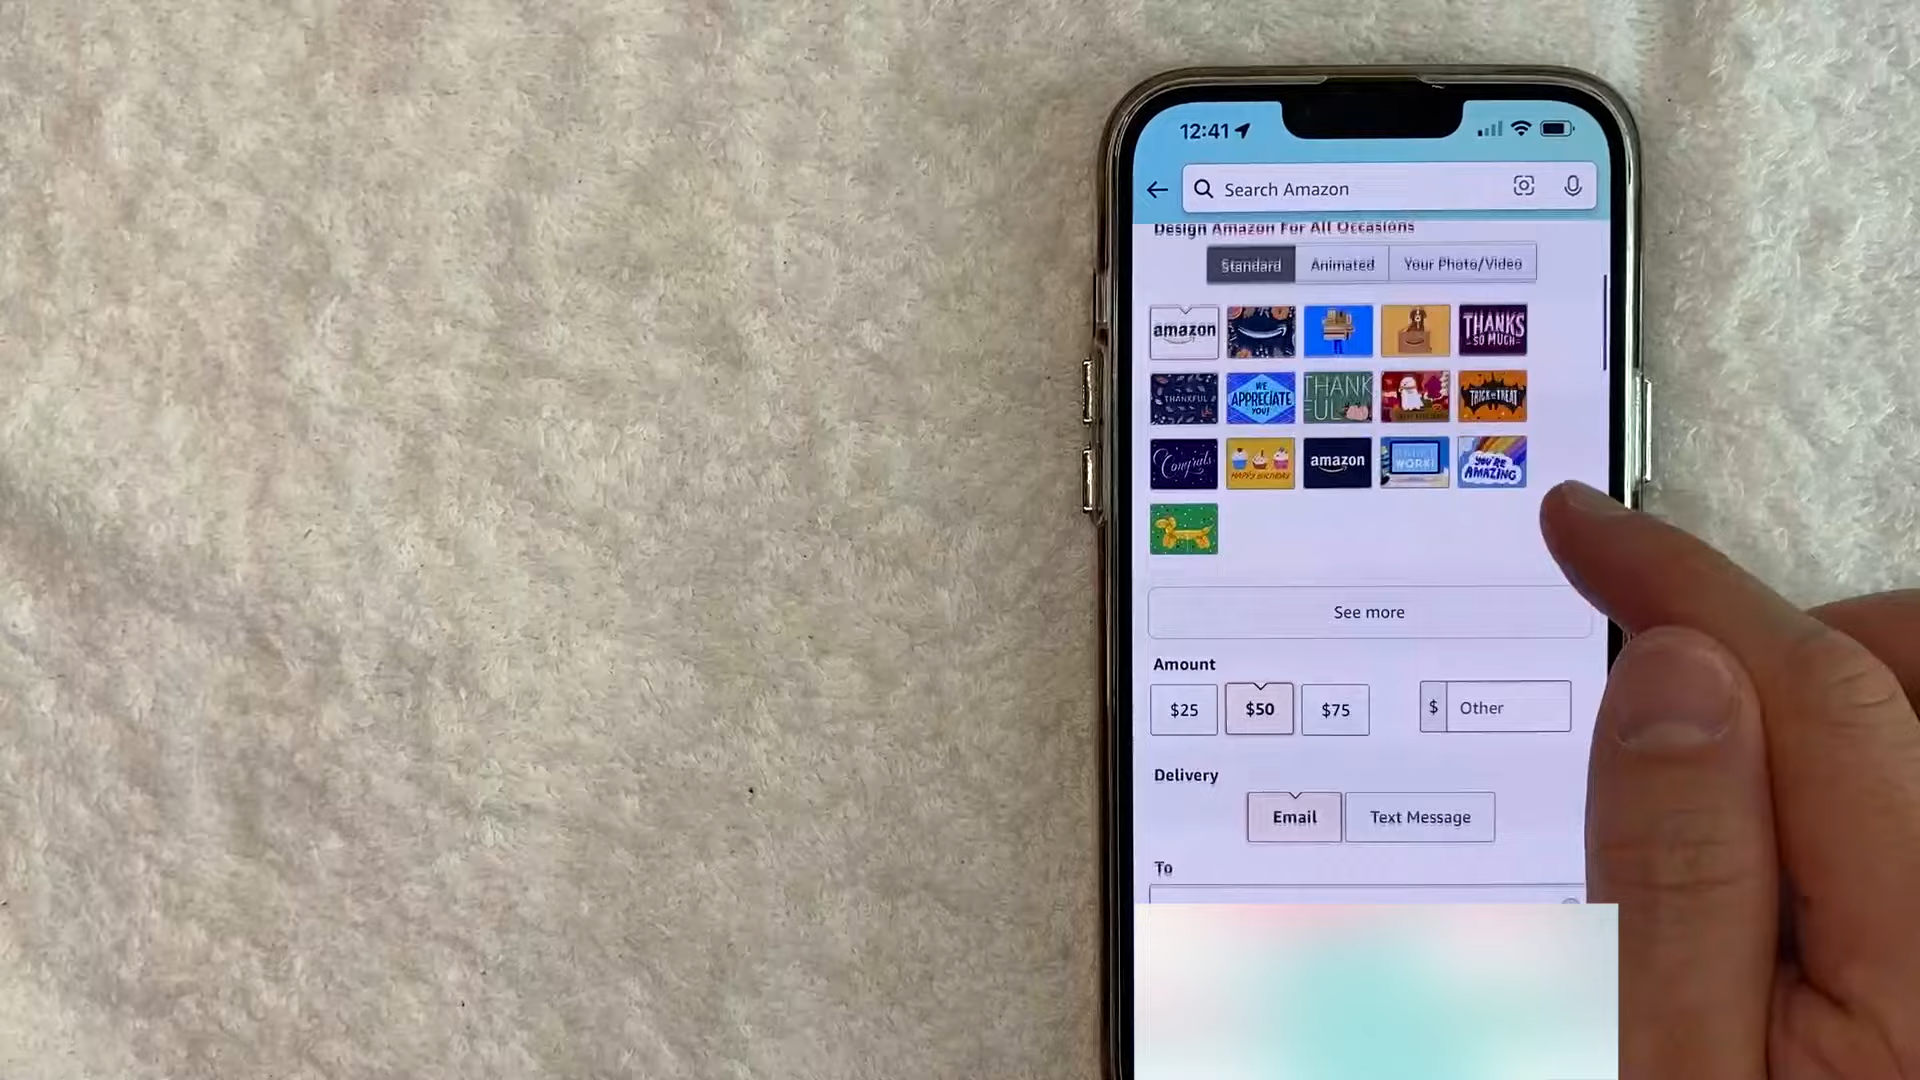 12:41
Search Amazon
Design Amazon For All Occasions
Standard Animated Your Photo/Video
amazon THANKS SO MUCH
THANKFUL WE APPRECIATE YOU! THANKFUL TRICK or TREAT
Congrats HAPPY BIRTHDAY amazon WORK! YOU'RE AMAZING
See more
Amount
$25 $50 $75 $ Other
Delivery
Email Text Message
To